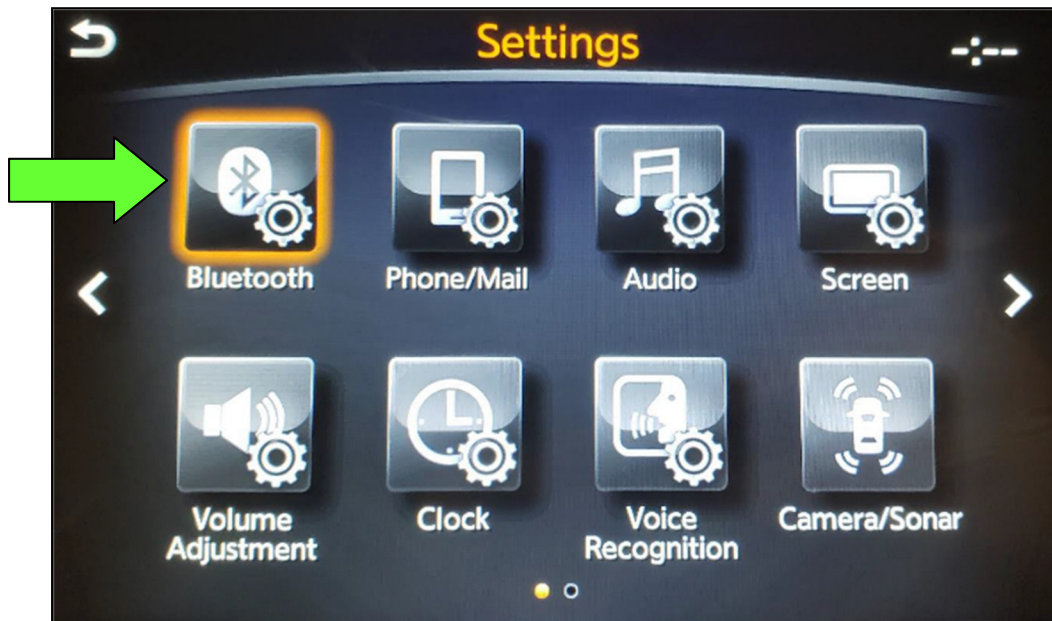 Settings
-:--
Bluetooth
Phone/Mail
Audio
Screen
Volume
Adjustment
Clock
Voice
Recognition
Camera/Sonar